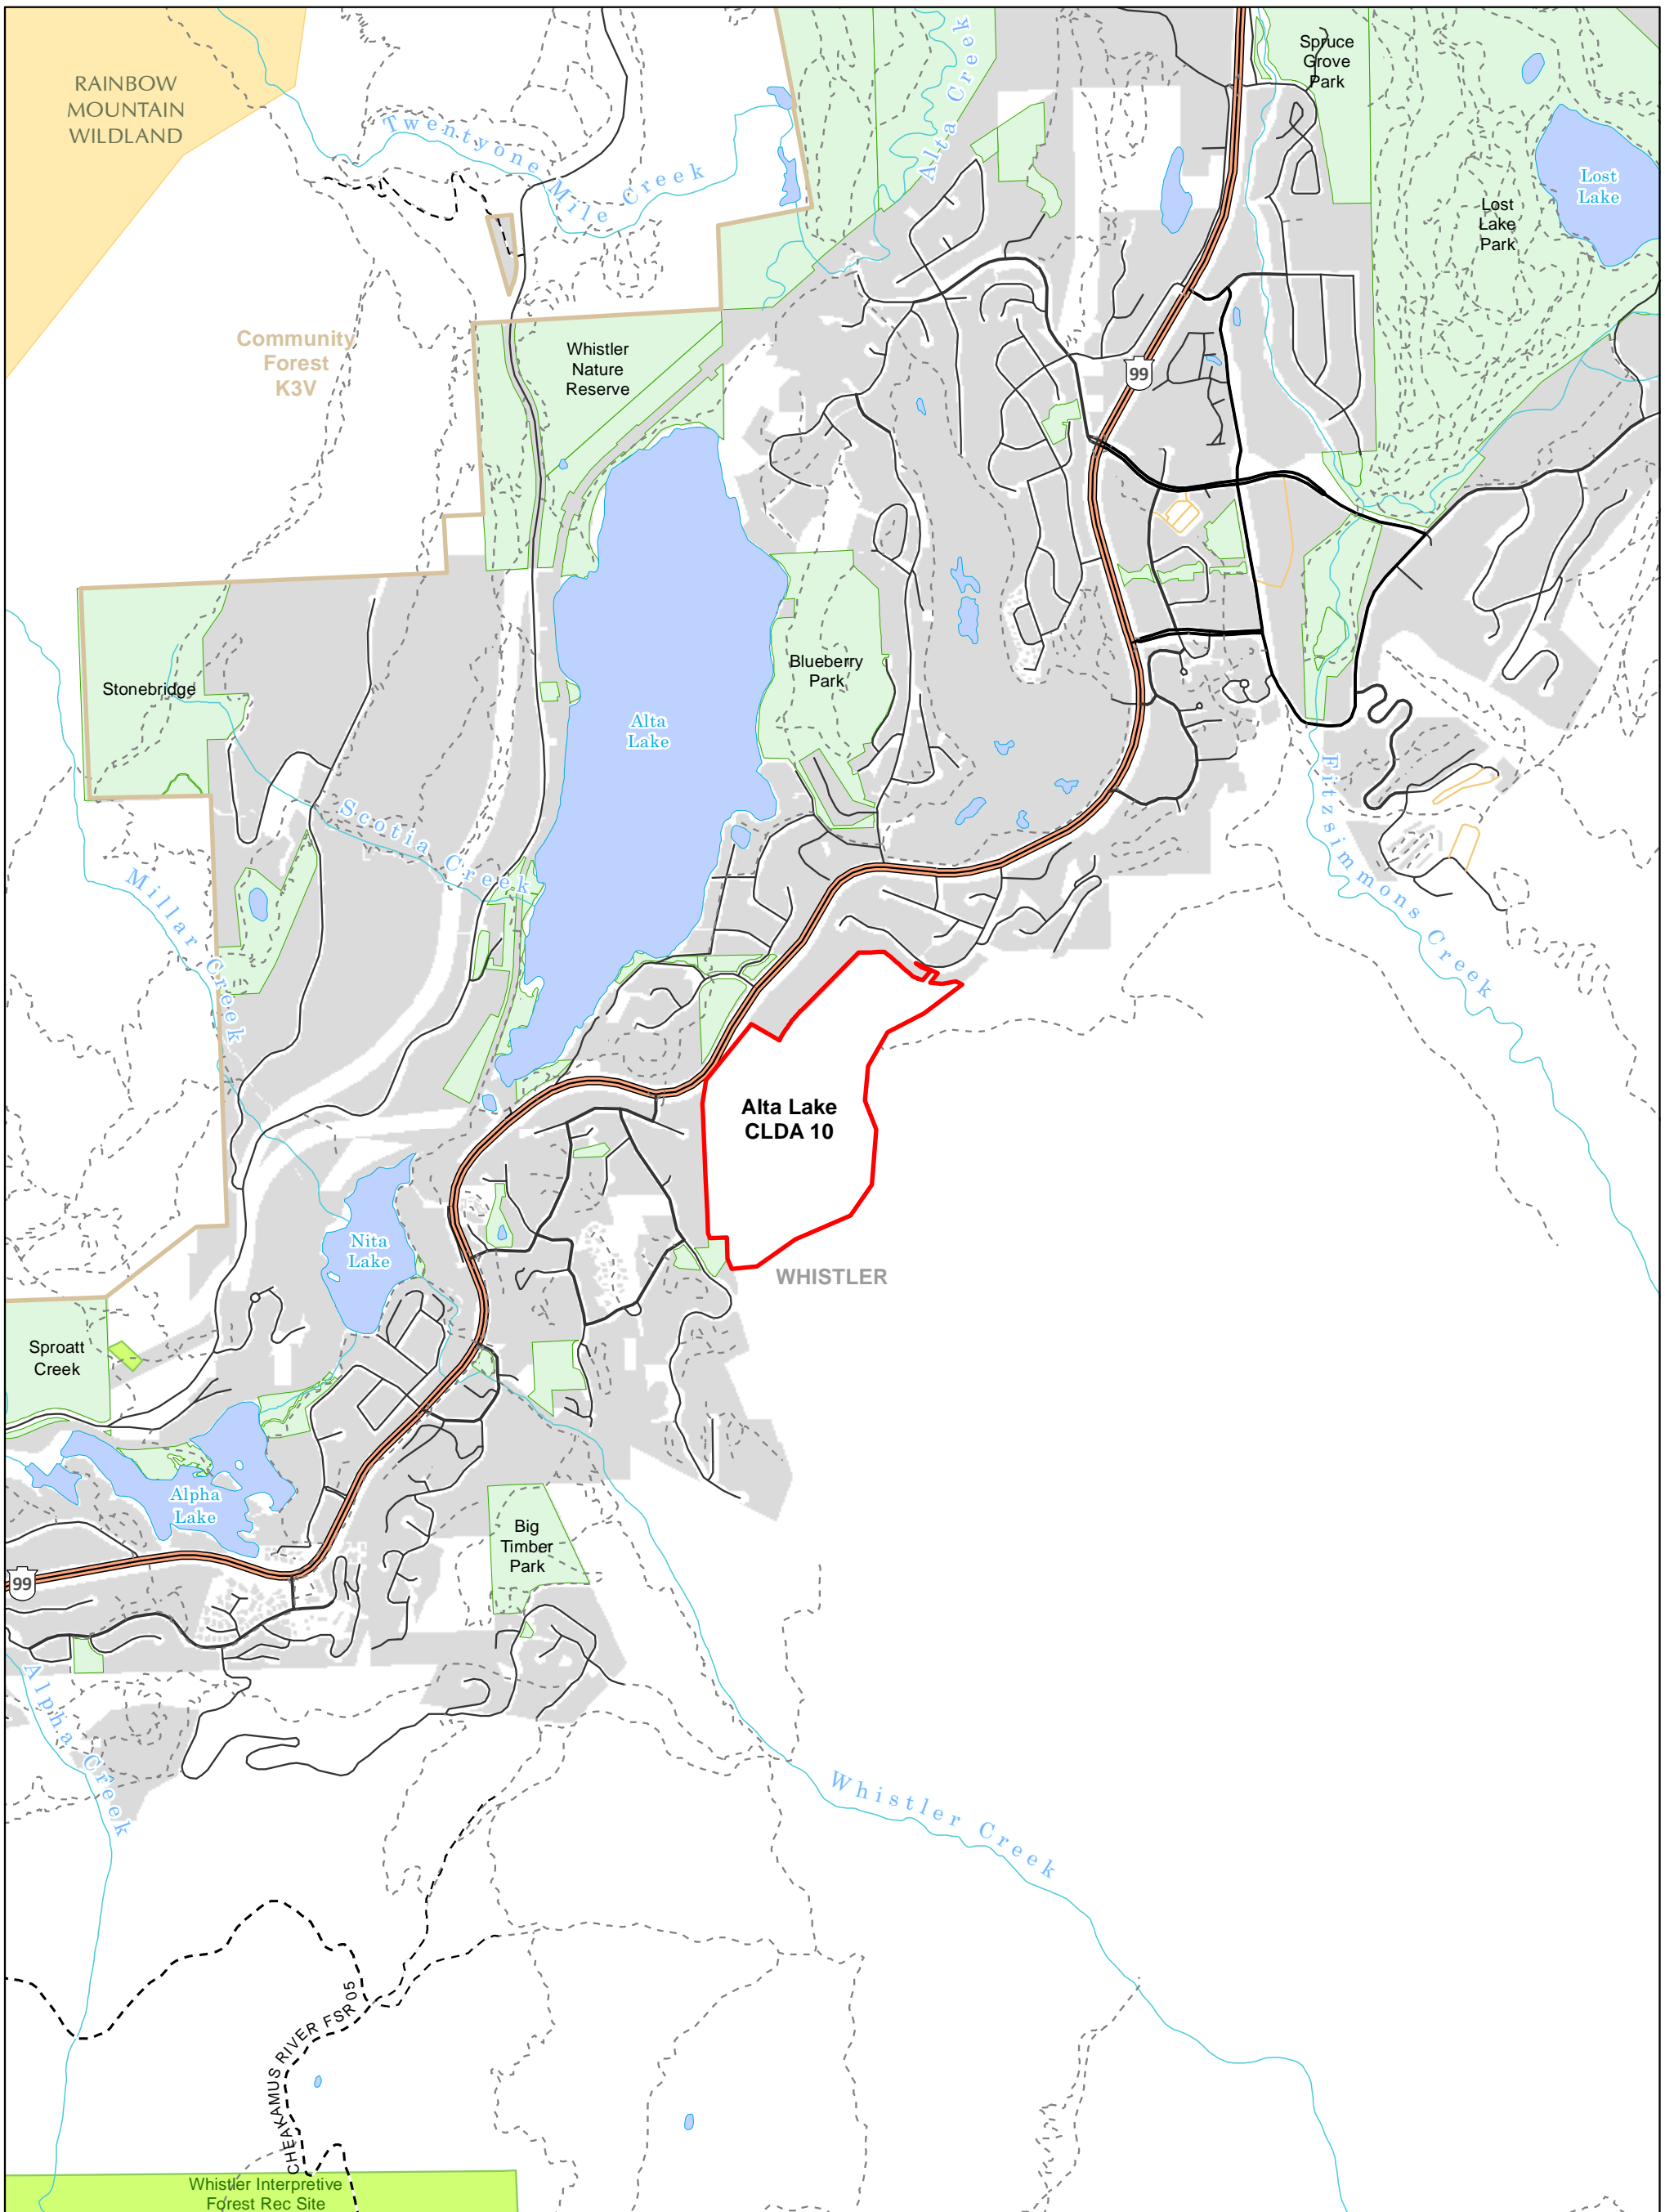 Spruce
Grove
Park
RAINBOW
MOUNTAIN
WILDLAND
Alta Creek
Twentyone Mile Creek
Lost
Lake
Lost
Lake
Park
Community
Forest
K3V
Whistler
Nature
Reserve
99
Stonebridge
Blueberry
Park
Alta
Lake
Scotia Creek
Fitzsimmons Creek
Millar Creek
Alta Lake
CLDA 10
Nita
Lake
WHISTLER
Sproatt
Creek
Alpha
Lake
Big
Timber
Park
99
Alpha Creek
Whistler Creek
CHEAKAMUS RIVER FSR 05
Whistler Interpretive
Forest Rec Site